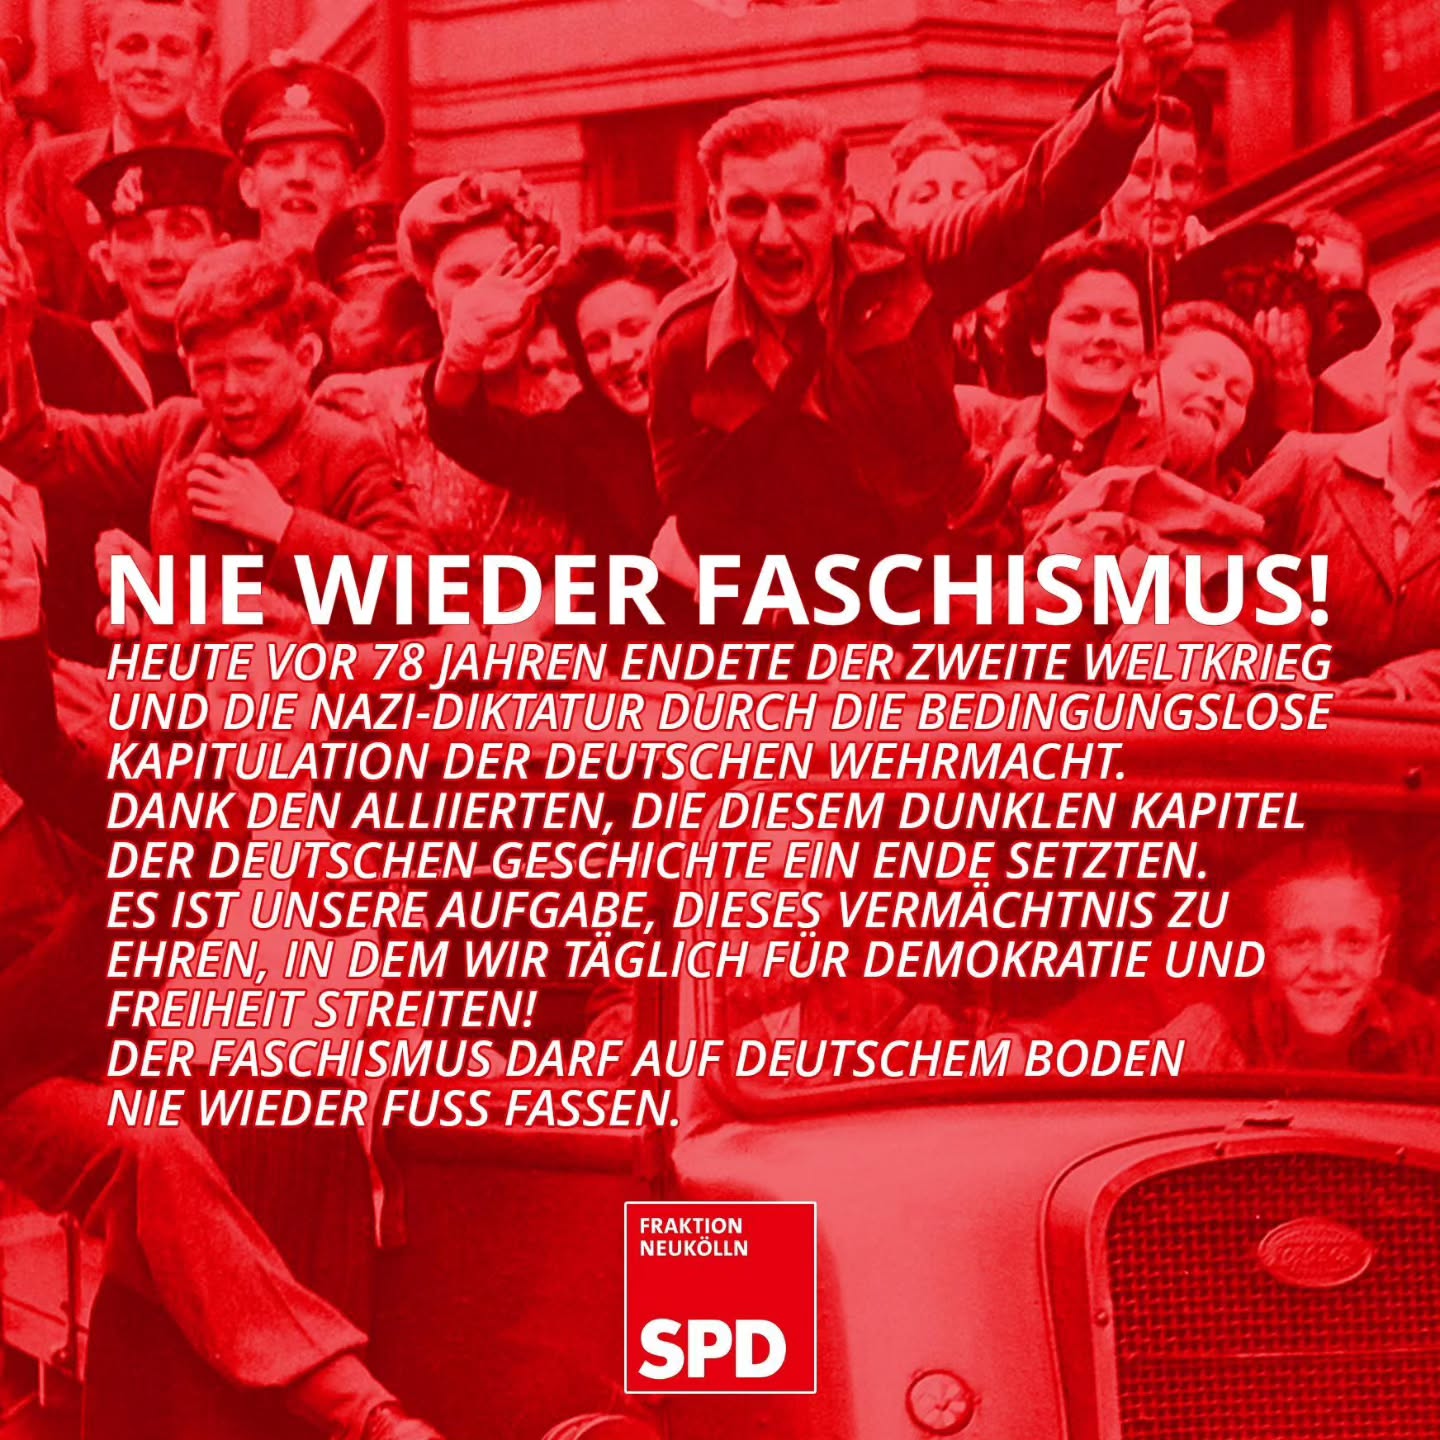 NIE WIEDER FASCHISMUS!
HEUTE VOR 78 JAHREN ENDETE DER ZWEITE WELTKRIEG
UND DIE NAZI-DIKTATUR DURCH DIE BEDINGUNGSLOSE
KAPITULATION DER DEUTSCHEN WEHRMACHT.
DANK DEN ALLIIERTEN, DIE DIESEM DUNKLEN KAPITEL
DER DEUTSCHEN GESCHICHTE EIN ENDE SETZTEN.
ES IST UNSERE AUFGABE, DIESES VERMÄCHTNIS ZU
EHREN, IN DEM WIR TÄGLICH FÜR DEMOKRATIE UND
FREIHEIT STREITEN!
DER FASCHISMUS DARF AUF DEUTSCHEM BODEN
NIE WIEDER FUSS FASSEN.
FRAKTION
NEUKÖLLN
SPD